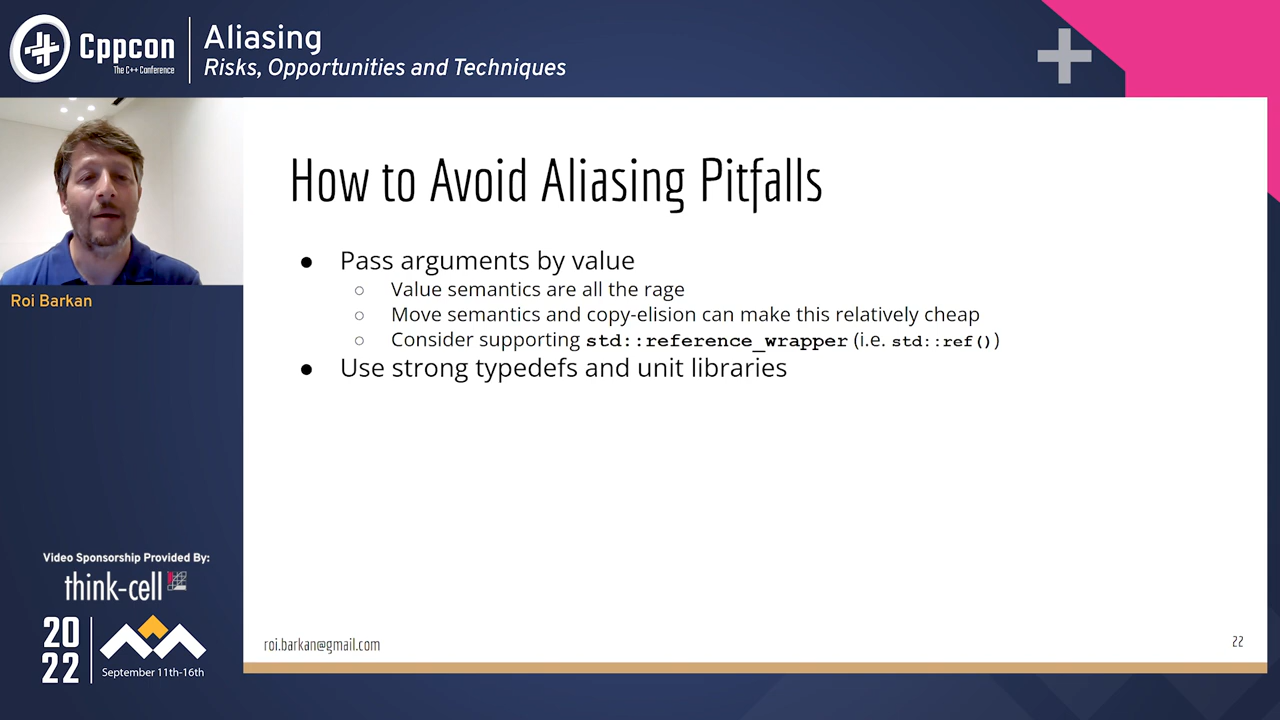 Cppcon
The C++ Conference
Aliasing
Risks, Opportunities and Techniques
Roi Barkan
How to Avoid Aliasing Pitfalls
● Pass arguments by value
○ Value semantics are all the rage
○ Move semantics and copy-elision can make this relatively cheap
○ Consider supporting std::reference_wrapper (i.e. std::ref())
● Use strong typedefs and unit libraries
Video Sponsorship Provided By:
think-cell
20
22
September 11th-16th
roi.barkan@gmail.com
22